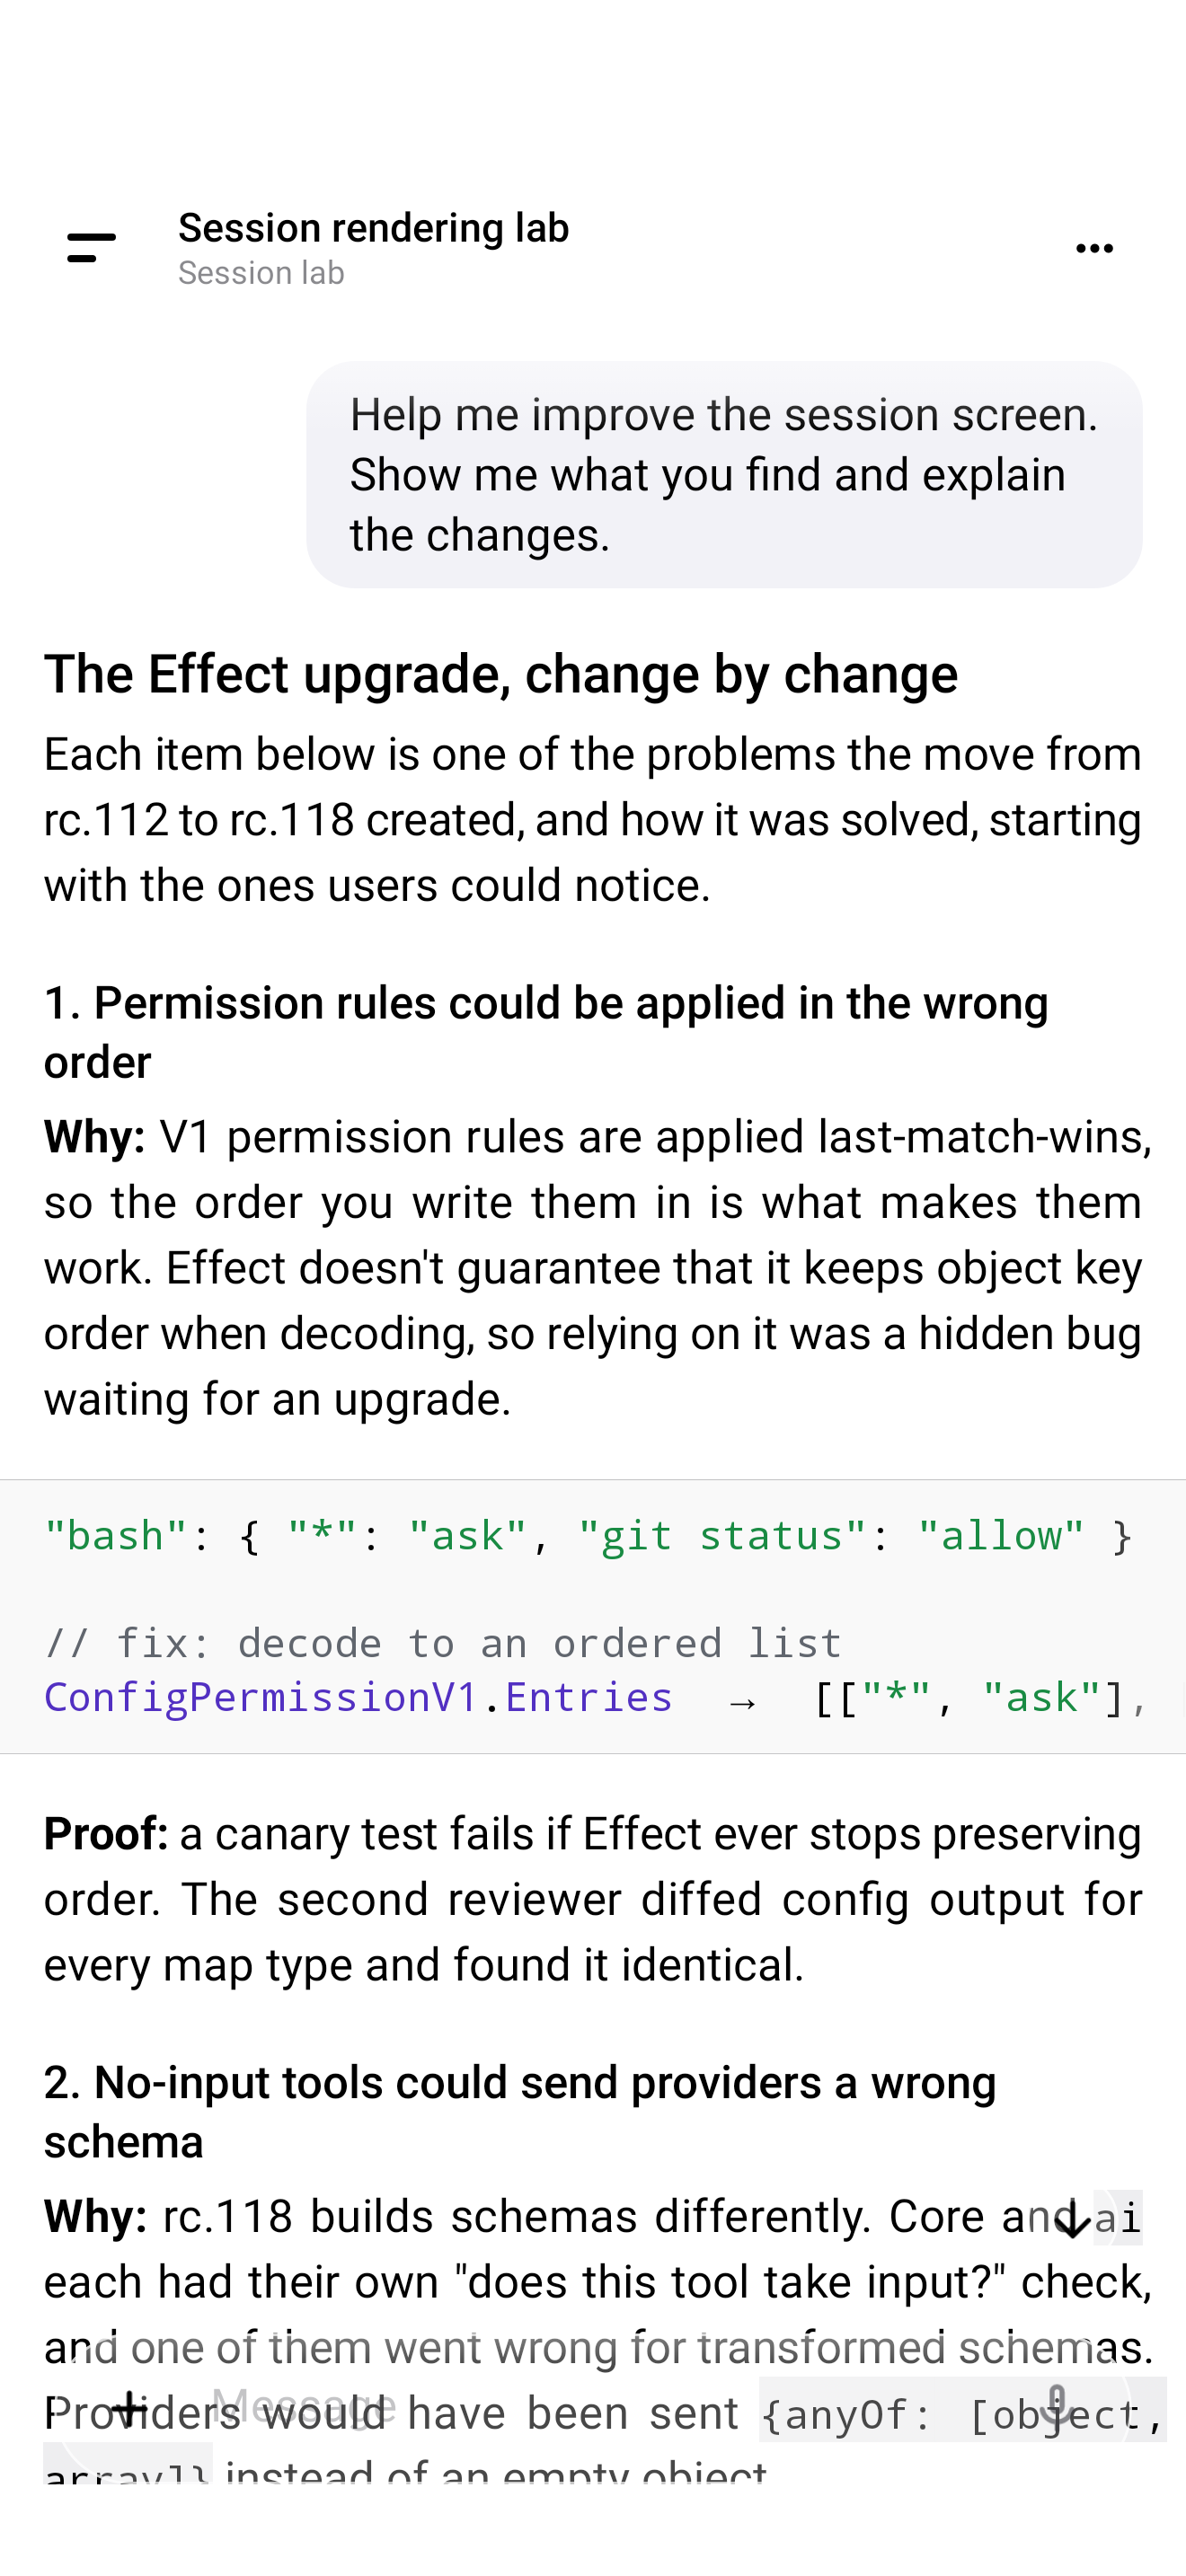 Session rendering lab
Session lab
Help me improve the session screen.
Show me what you find and explain
the changes.
The Effect upgrade, change by change
Each item below is one of the problems the move from
rc.112 to rc.118 created, and how it was solved, starting
with the ones users could notice.
1. Permission rules could be applied in the wrong
order
Why: V1 permission rules are applied last-match-wins,
so the order you write them in is what makes them
work. Effect doesn't guarantee that it keeps object key
order when decoding, so relying on it was a hidden bug
waiting for an upgrade.
"bash": { "*": "ask", "git status": "allow" }
// fix: decode to an ordered list
ConfigPermissionV1.Entries  →  [["*", "ask"],
Proof: a canary test fails if Effect ever stops preserving
order. The second reviewer diffed config output for
every map type and found it identical.
2. No-input tools could send providers a wrong
schema
Why: rc.118 builds schemas differently. Core and ai
each had their own "does this tool take input?" check,
and one of them went wrong for transformed schemas.
Providers would have been sent {anyOf: [object,
Message
array]} instead of an empty object